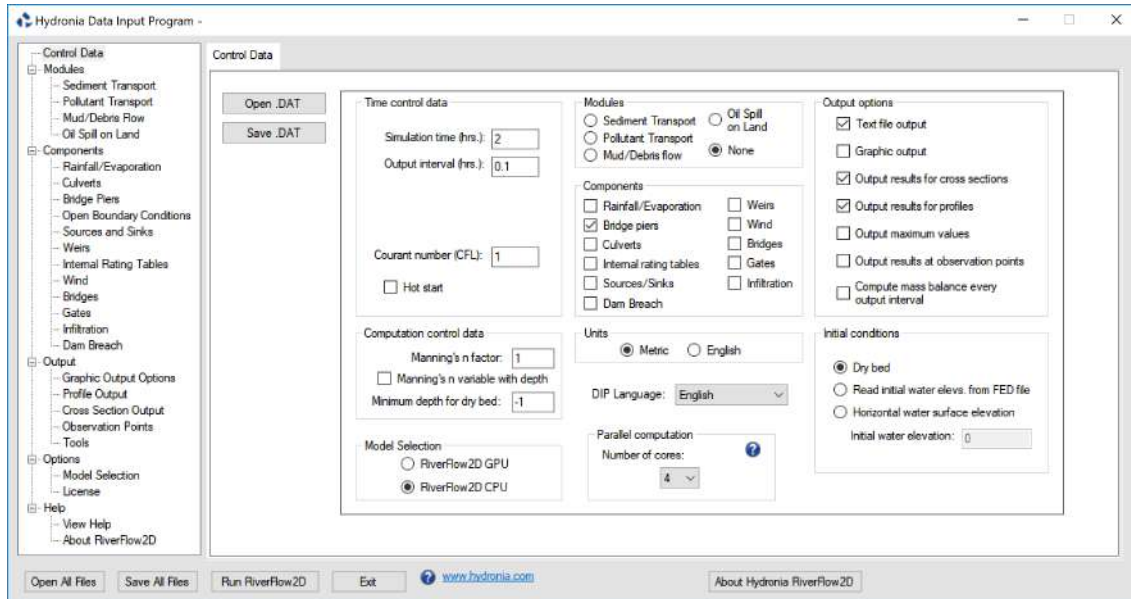 Hydronia Data Input Program -
Control Data
Modules
Sediment Transport
Pollutant Transport
Mud/Debris Flow
Oil Spill on Land
Components
Rainfall/Evaporation
Culverts
Bridge Piers
Open Boundary Conditions
Sources and Sinks
Weirs
Internal Rating Tables
Wind
Bridges
Gates
Infiltration
Dam Breach
Output
Graphic Output Options
Profile Output
Cross Section Output
Observation Points
Tools
Options
Model Selection
License
Help
View Help
About RiverFlow2D
Control Data
Open .DAT
Save .DAT
Time control data
Simulation time (hrs.): 2
Output interval (hrs.): 0.1
Courant number (CFL): 1
Hot start
Computation control data
Manning's n factor: 1
Manning's n variable with depth
Minimum depth for dry bed: -1
Model Selection
RiverFlow2D GPU
RiverFlow2D CPU
Modules
Sediment Transport
Pollutant Transport
Mud/Debris flow
Oil Spill
on Land
None
Components
Rainfall/Evaporation
Bridge piers
Culverts
Internal rating tables
Sources/Sinks
Dam Breach
Weirs
Wind
Bridges
Gates
Infiltration
Units
Metric English
DIP Language: English
Parallel computation
Number of cores:
4
Output options
Text file output
Graphic output
Output results for cross sections
Output results for profiles
Output maximum values
Output results at observation points
Compute mass balance every
output interval
Initial conditions
Dry bed
Read initial water elevs. from FED file
Horizontal water surface elevation
Initial water elevation: 0
Open All Files Save All Files Run RiverFlow2D Exit www.hydronia.com About Hydronia RiverFlow2D